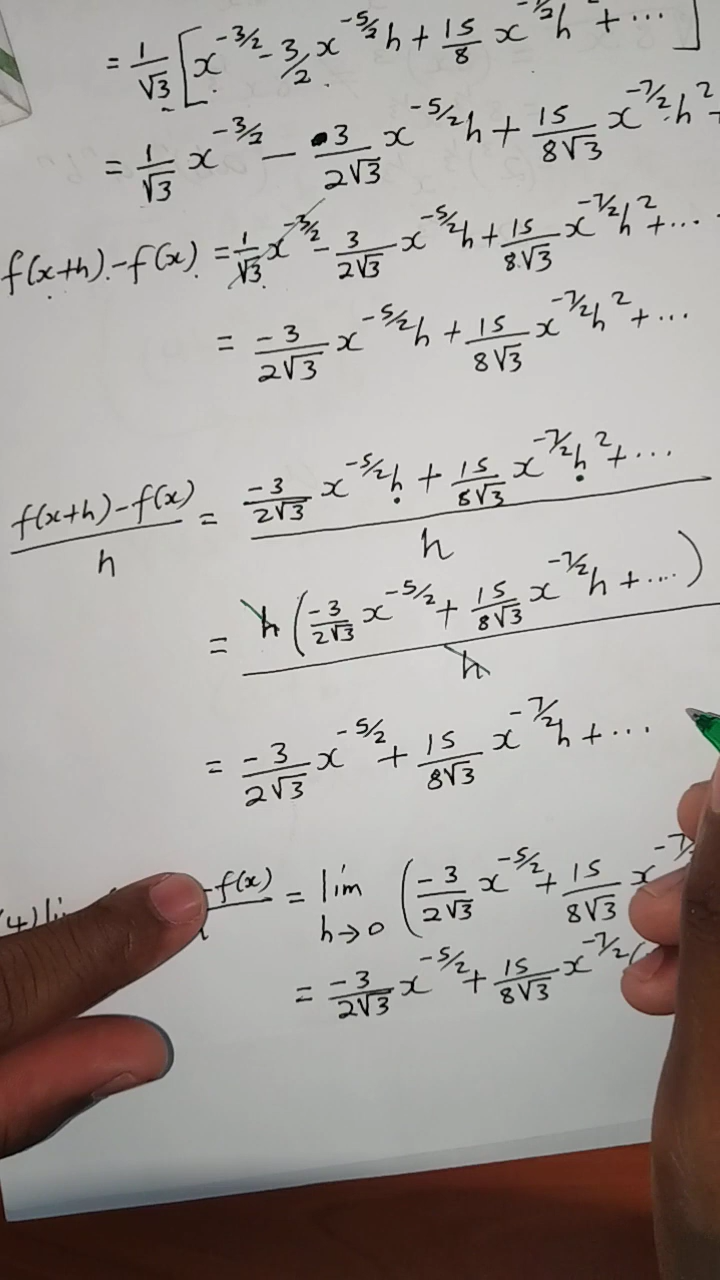 = 1/√3 [x^-3/2 - 3/2 x^-5/2 h + 15/8 x h + ...]
= 1/√3 x^-3/2 - 3/2√3 x^-5/2 h + 15/8√3 x^-7/2 h^2
f(x+h) - f(x) = 1/√3 x^-3/2 - 3/2√3 x^-5/2 h + 15/8√3 x^-7/2 h^2 + ...
= -3/2√3 x^-5/2 h + 15/8√3 x^-7/2 h^2 + ...
f(x+h) - f(x)/h = -3/2√3 x^-5/2 h + 15/8√3 x^-7/2 h^2 + .../h
= h(-3/2√3 x^-5/2 + 15/8√3 x^-7/2 h + ....)/h
= -3/2√3 x^-5/2 + 15/8√3 x^-7/2 h + ...
4) - f(x) = lim h→0 (-3/2√3 x^-5/2 + 15/8√3 x
= -3/2√3 x^-5/2 + 15/8√3 x^-7/2 (